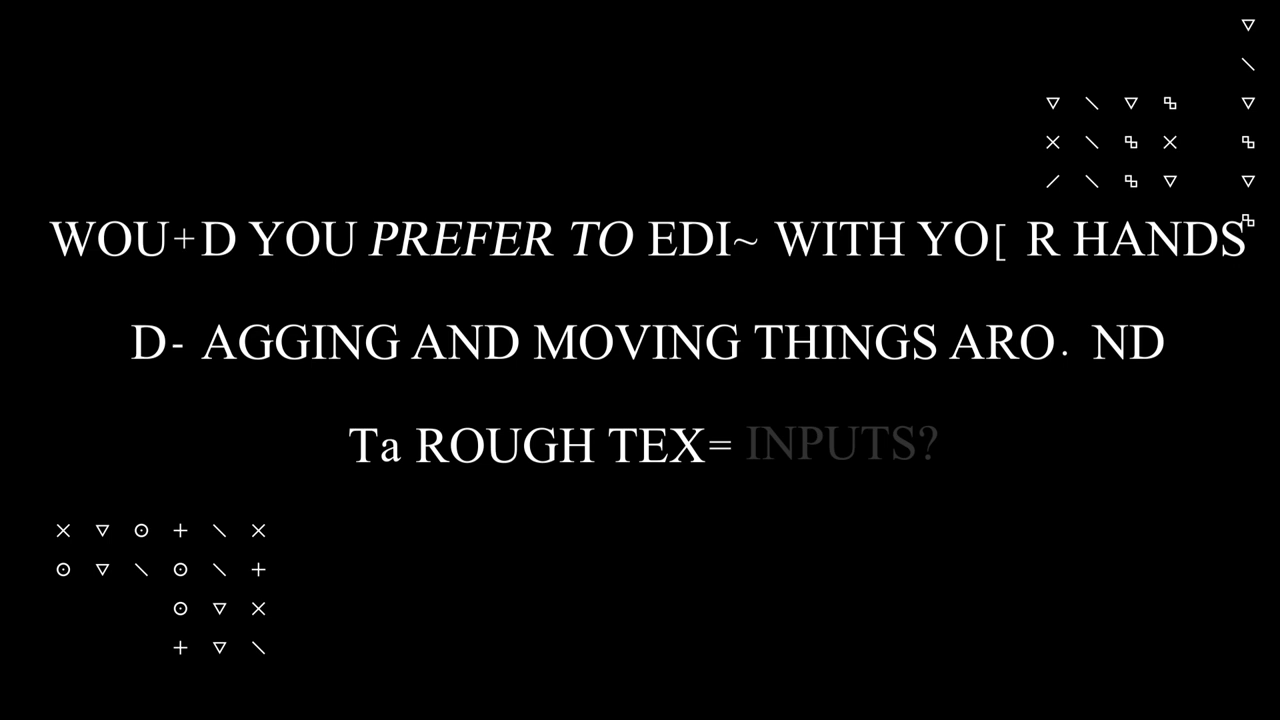 WOU+D YOU PREFER TO EDI~ WITH YO[ R HANDS
D- AGGING AND MOVING THINGS ARO. ND
Ta ROUGH TEX= INPUTS?